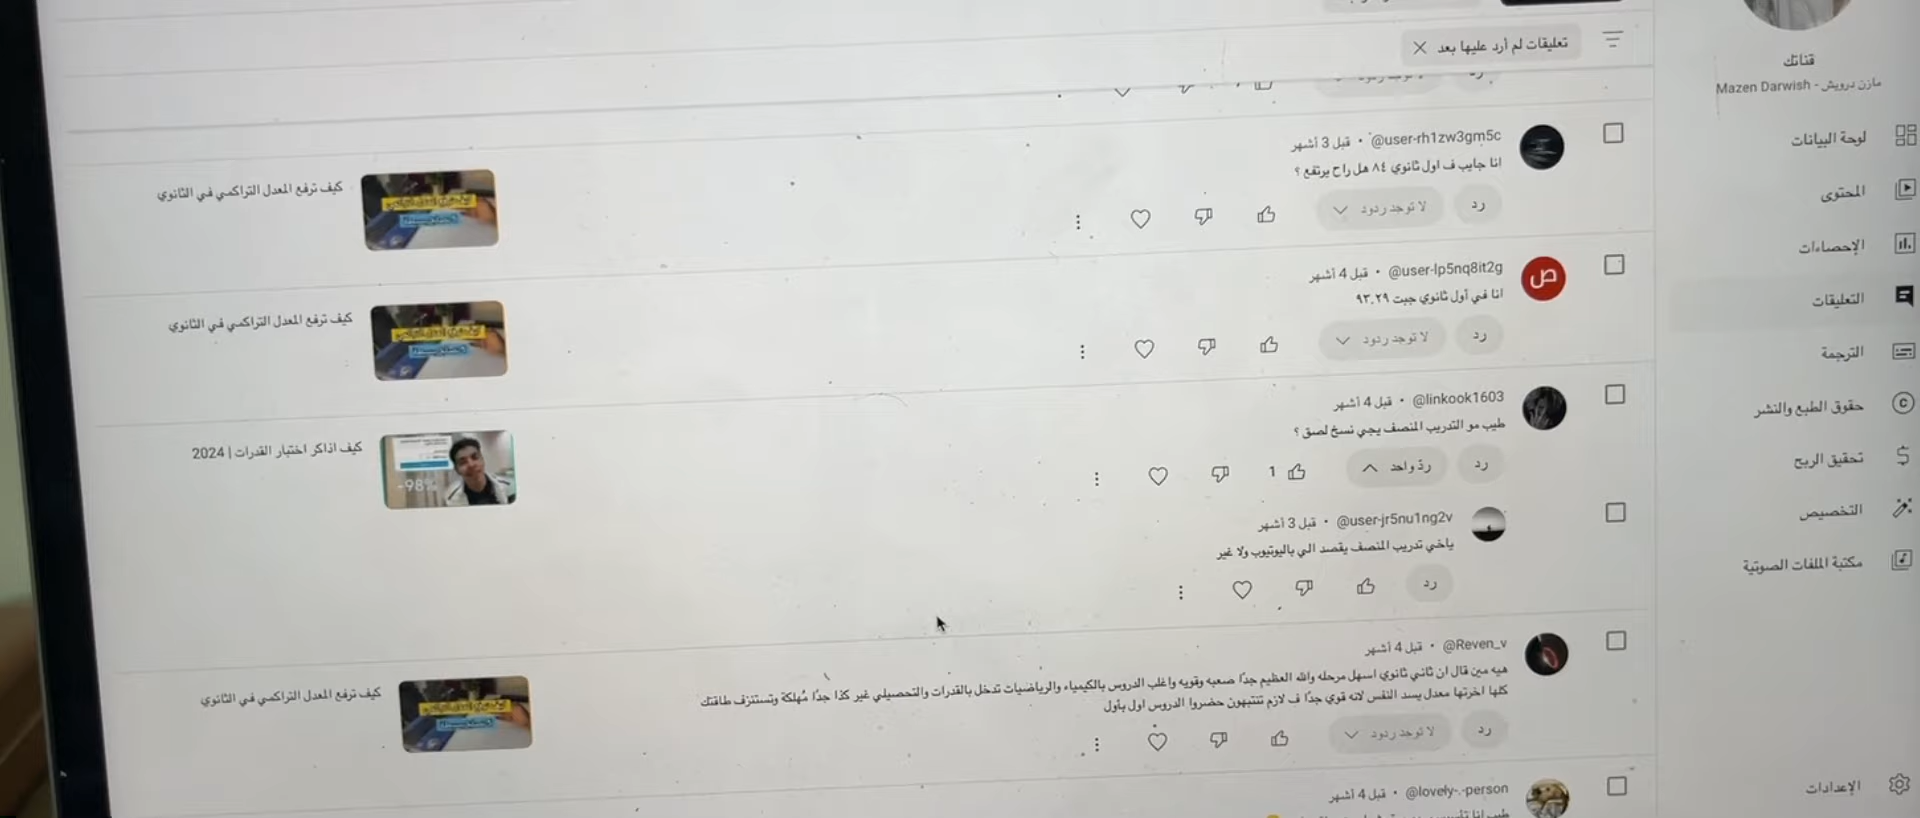 تعليقات لم أرد عليها بعد
قناتك
مازن درويش - Mazen Darwish
لوحة البيانات
المحتوى
الإحصاءات
التعليقات
الترجمة
حقوق الطبع والنشر
تحقيق الربح
التخصيص
مكتبة الملفات الصوتية
الإعدادات
@user-rh1zw3gm5c • قبل 3 أشهر
انا جايب ف اول ثانوي ٨٤ هل راح يرتفع ؟
رد
لا توجد ردود
كيف ترفع المعدل التراكمي في الثانوي
@user-lp5nq8it2g • قبل 4 أشهر
ص
انا في أول ثانوي جبت ٩٣.٢٩
رد
لا توجد ردود
كيف ترفع المعدل التراكمي في الثانوي
@linkook1603 • قبل 4 أشهر
طيب مو التدريب المنصف يجي نسخ لصق ؟
رد
ردّ واحد
1
كيف اذاكر اختبار القدرات | 2024
-98%
@user-jr5nu1ng2v • قبل 3 أشهر
ياخي تدريب المنصف يقصد الي باليوتيوب ولا غير
رد
@Reven_v • قبل 4 أشهر
هيه مين قال ان ثاني ثانوي اسهل مرحله والله العظيم جدًا صعبه وقويه واغلب الدروس بالكيمياء والرياضيات تدخل بالقدرات والتحصيلي غير كذا جدًا مُهلكة وتستنزف طاقتك
كلها اخرتها معدل يسد النفس لانه قوي جدًا ف لازم تنتبهون حضروا الدروس اول بأول
رد
لا توجد ردود
كيف ترفع المعدل التراكمي في الثانوي
@lovely-.-person • قبل 4 أشهر